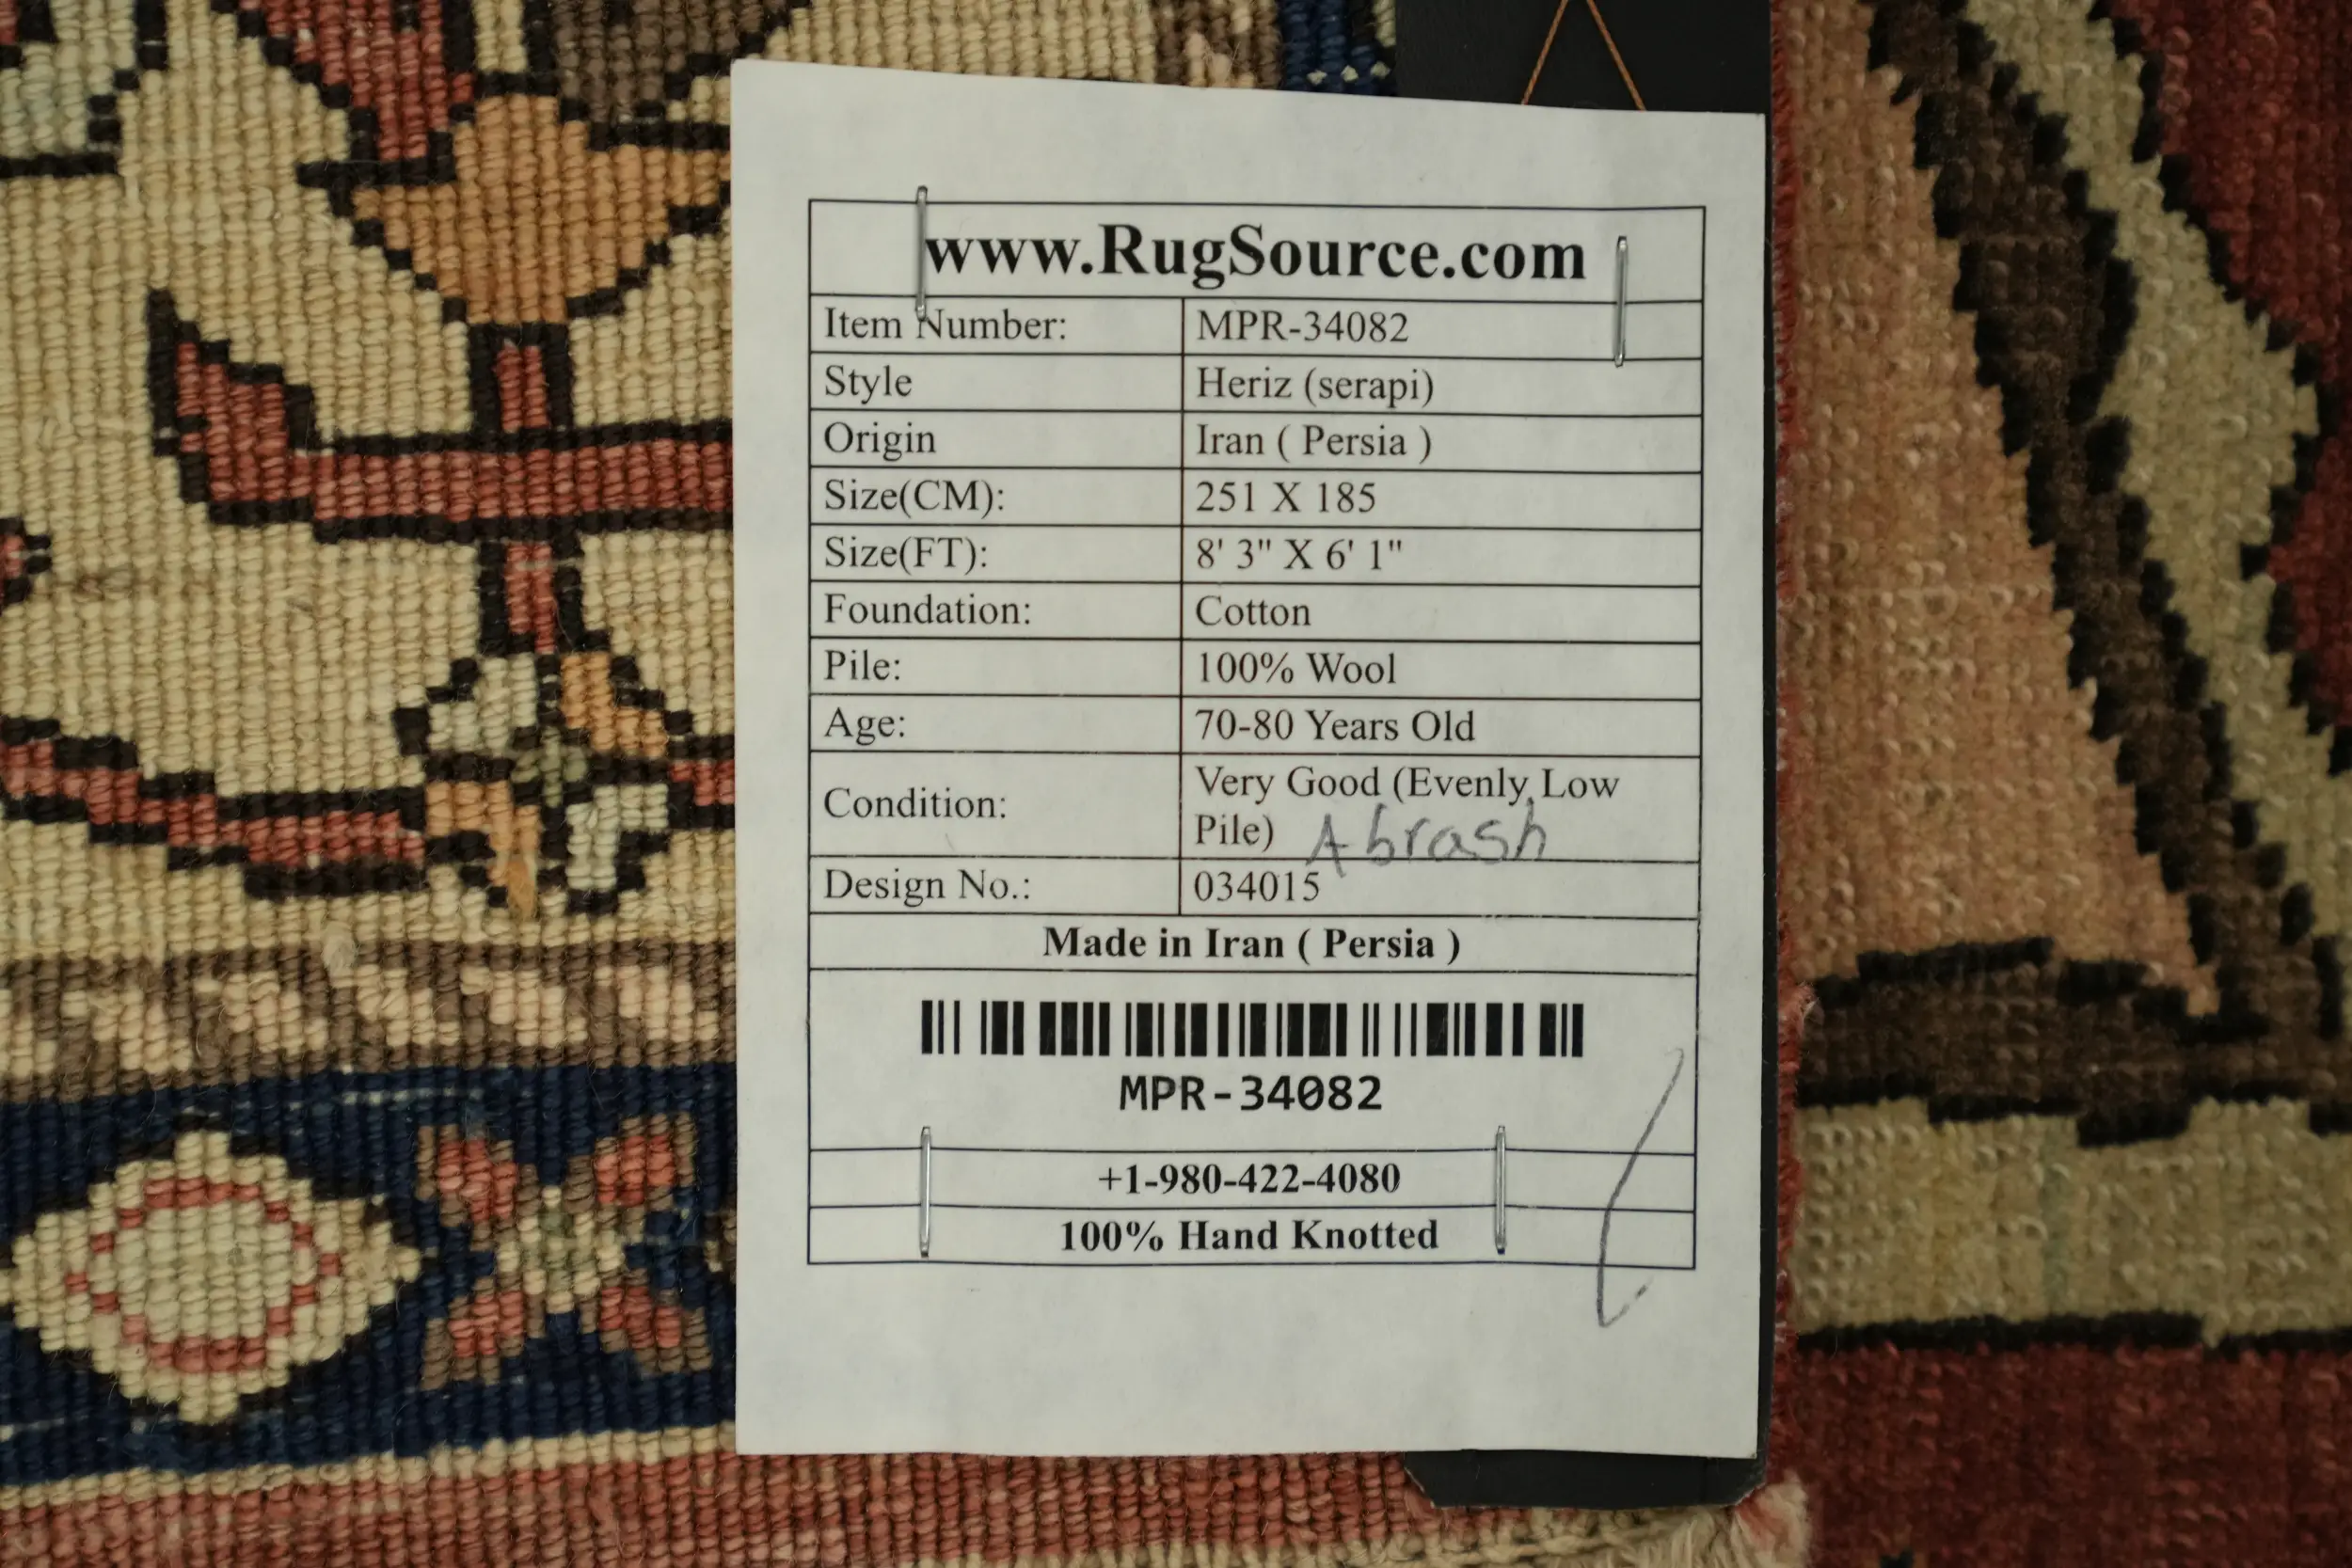 www.RugSource.com
Item Number: MPR-34082
Style Heriz (serapi)
Origin Iran ( Persia )
Size(CM): 251 X 185
Size(FT): 8' 3" X 6' 1"
Foundation: Cotton
Pile: 100% Wool
Age: 70-80 Years Old
Condition: Very Good (Evenly Low
Pile) Abrash
Design No.: 034015
Made in Iran ( Persia )
MPR-34082
+1-980-422-4080
100% Hand Knotted